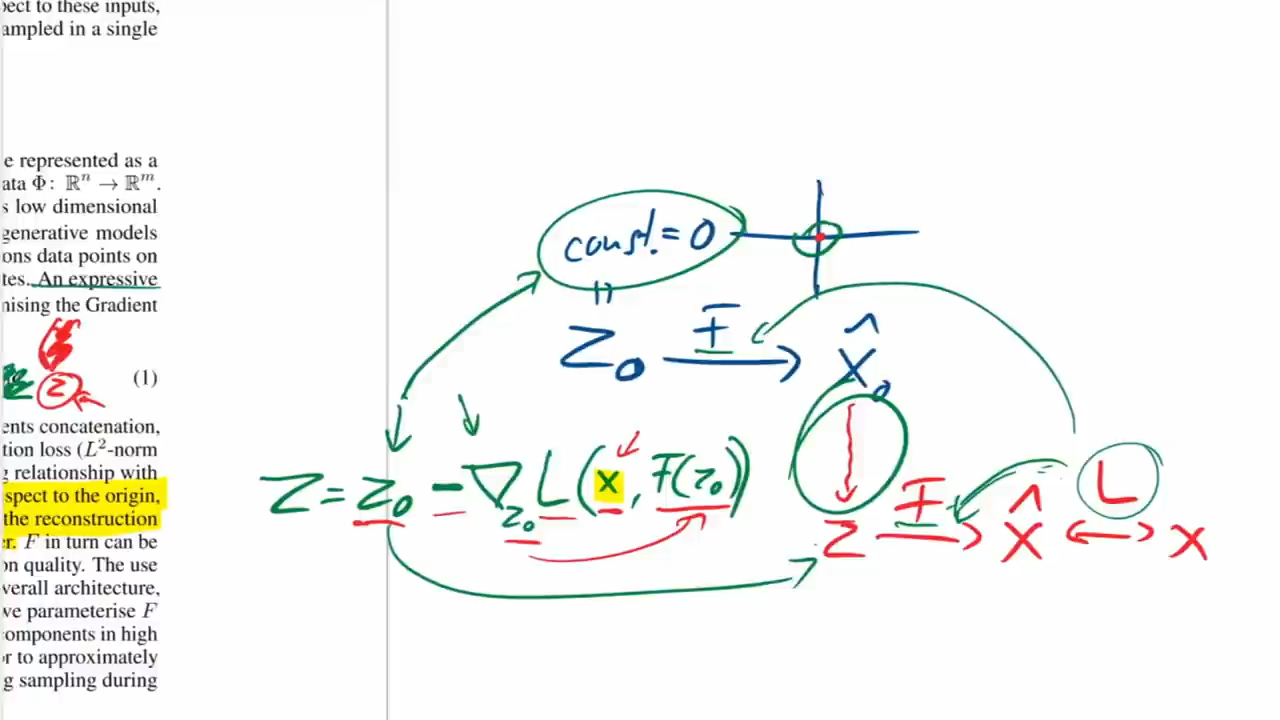 pect to these inputs,
ampled in a single
e represented as a
ata Φ: ℝⁿ → ℝᵐ.
s low dimensional
generative models
ons data points on
tes. An expressive
nising the Gradient
z
(1)
ents concatenation,
tion loss (L²-norm
g relationship with
spect to the origin,
the reconstruction
r. F in turn can be
on quality. The use
verall architecture,
ve parameterise F
omponents in high
r to approximately
g sampling during
const. = 0
z₀ F → x̂₀
z = z₀ − ∇z₀ L(x, F(z₀))
z F → x̂ ↔ x
L